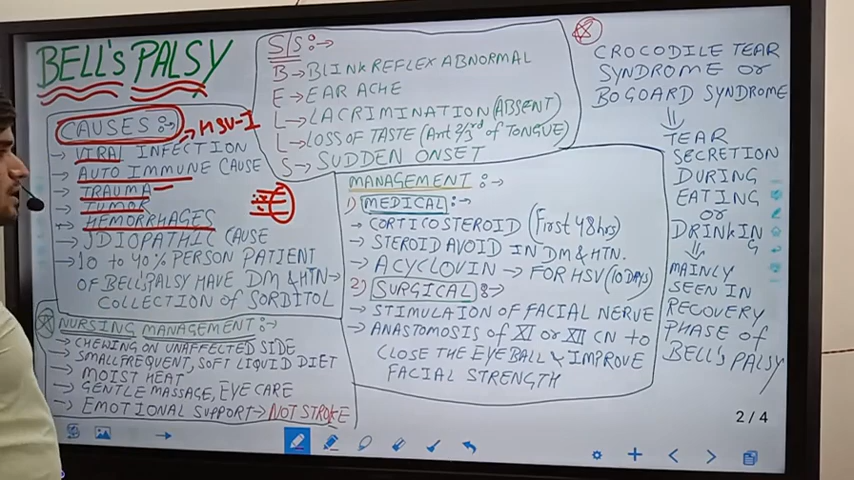 BELL's PALSY
CAUSES:→
→ VIRAL INFECTION → HSV-I
→ AUTO IMMUNE CAUSE
→ TRAUMA
→ TUMOR
→ HEMORRHAGES
→ IDIOPATHIC CAUSE
→ 10 to 40% PERSON PATIENT
OF BELL'S PALSY HAVE DM & HTN→
COLLECTION of SORBITOL
NURSING MANAGEMENT:→
→ CHEWING ON UNAFFECTED SIDE
→ SMALL FREQUENT, SOFT LIQUID DIET
→ MOIST HEAT
→ GENTLE MASSAGE, EYE CARE
→ EMOTIONAL SUPPORT→ NOT STROKE
S/S:→
B→ BLINK REFLEX ABNORMAL
E→ EAR ACHE
L→ LACRIMINATION (ABSENT)
L→ LOSS OF TASTE (Ant 2/3rd of TONGUE)
S→ SUDDEN ONSET
MANAGEMENT:→
1) MEDICAL:→
→ CORTICOSTEROID (First 48hrs)
→ STEROID AVOID IN DM & HTN.
→ ACYCLOVIN → FOR HSV (10 DAYS)
2) SURGICAL:→
→ STIMULATION OF FACIAL NERVE
→ ANASTOMOSIS of XI or XII CN to
CLOSE THE EYEBALL & IMPROVE
FACIAL STRENGTH
CROCODILE TEAR
SYNDROME or
BOGOARD SYNDROME
TEAR
SECRETION
DURING
EATING
or
DRINKING
MAINLY
SEEN IN
RECOVERY
PHASE of
BELL's PALSY
2/4